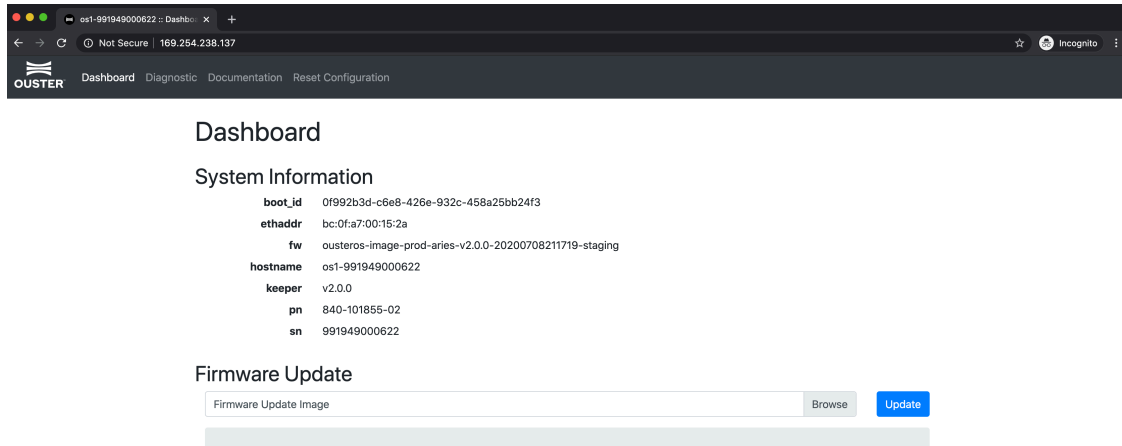 os1-991949000622 :: Dashboa
Not Secure 169.254.238.137 Incognito
OUSTER Dashboard Diagnostic Documentation Reset Configuration
Dashboard
System Information
boot_id 0f992b3d-c6e8-426e-932c-458a25bb24f3
ethaddr bc:0f:a7:00:15:2a
fw ousteros-image-prod-aries-v2.0.0-20200708211719-staging
hostname os1-991949000622
keeper v2.0.0
pn 840-101855-02
sn 991949000622
Firmware Update
Firmware Update Image Browse Update